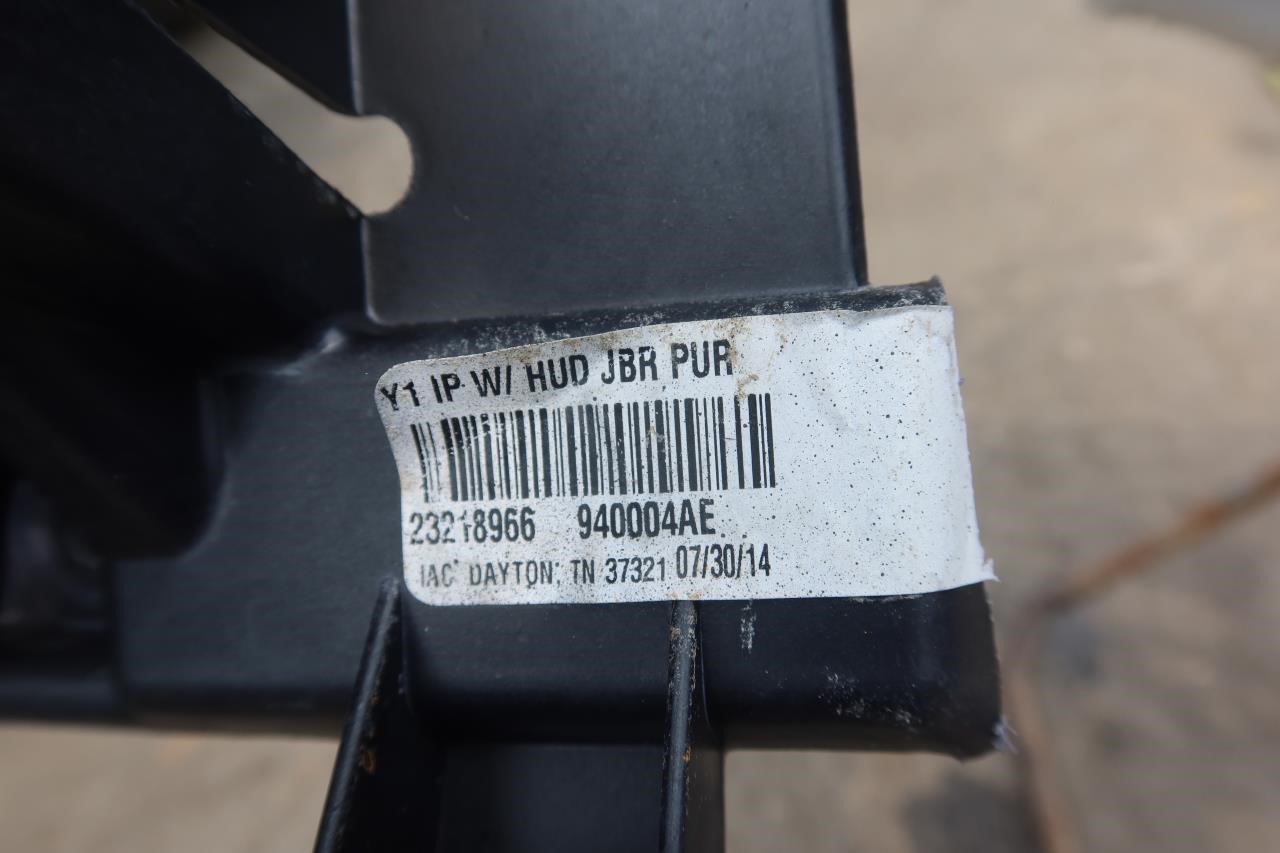 Y1 IP W/ HUD JBR PUR
23218966 940004AE
IAC DAYTON, TN 37321 07/30/14